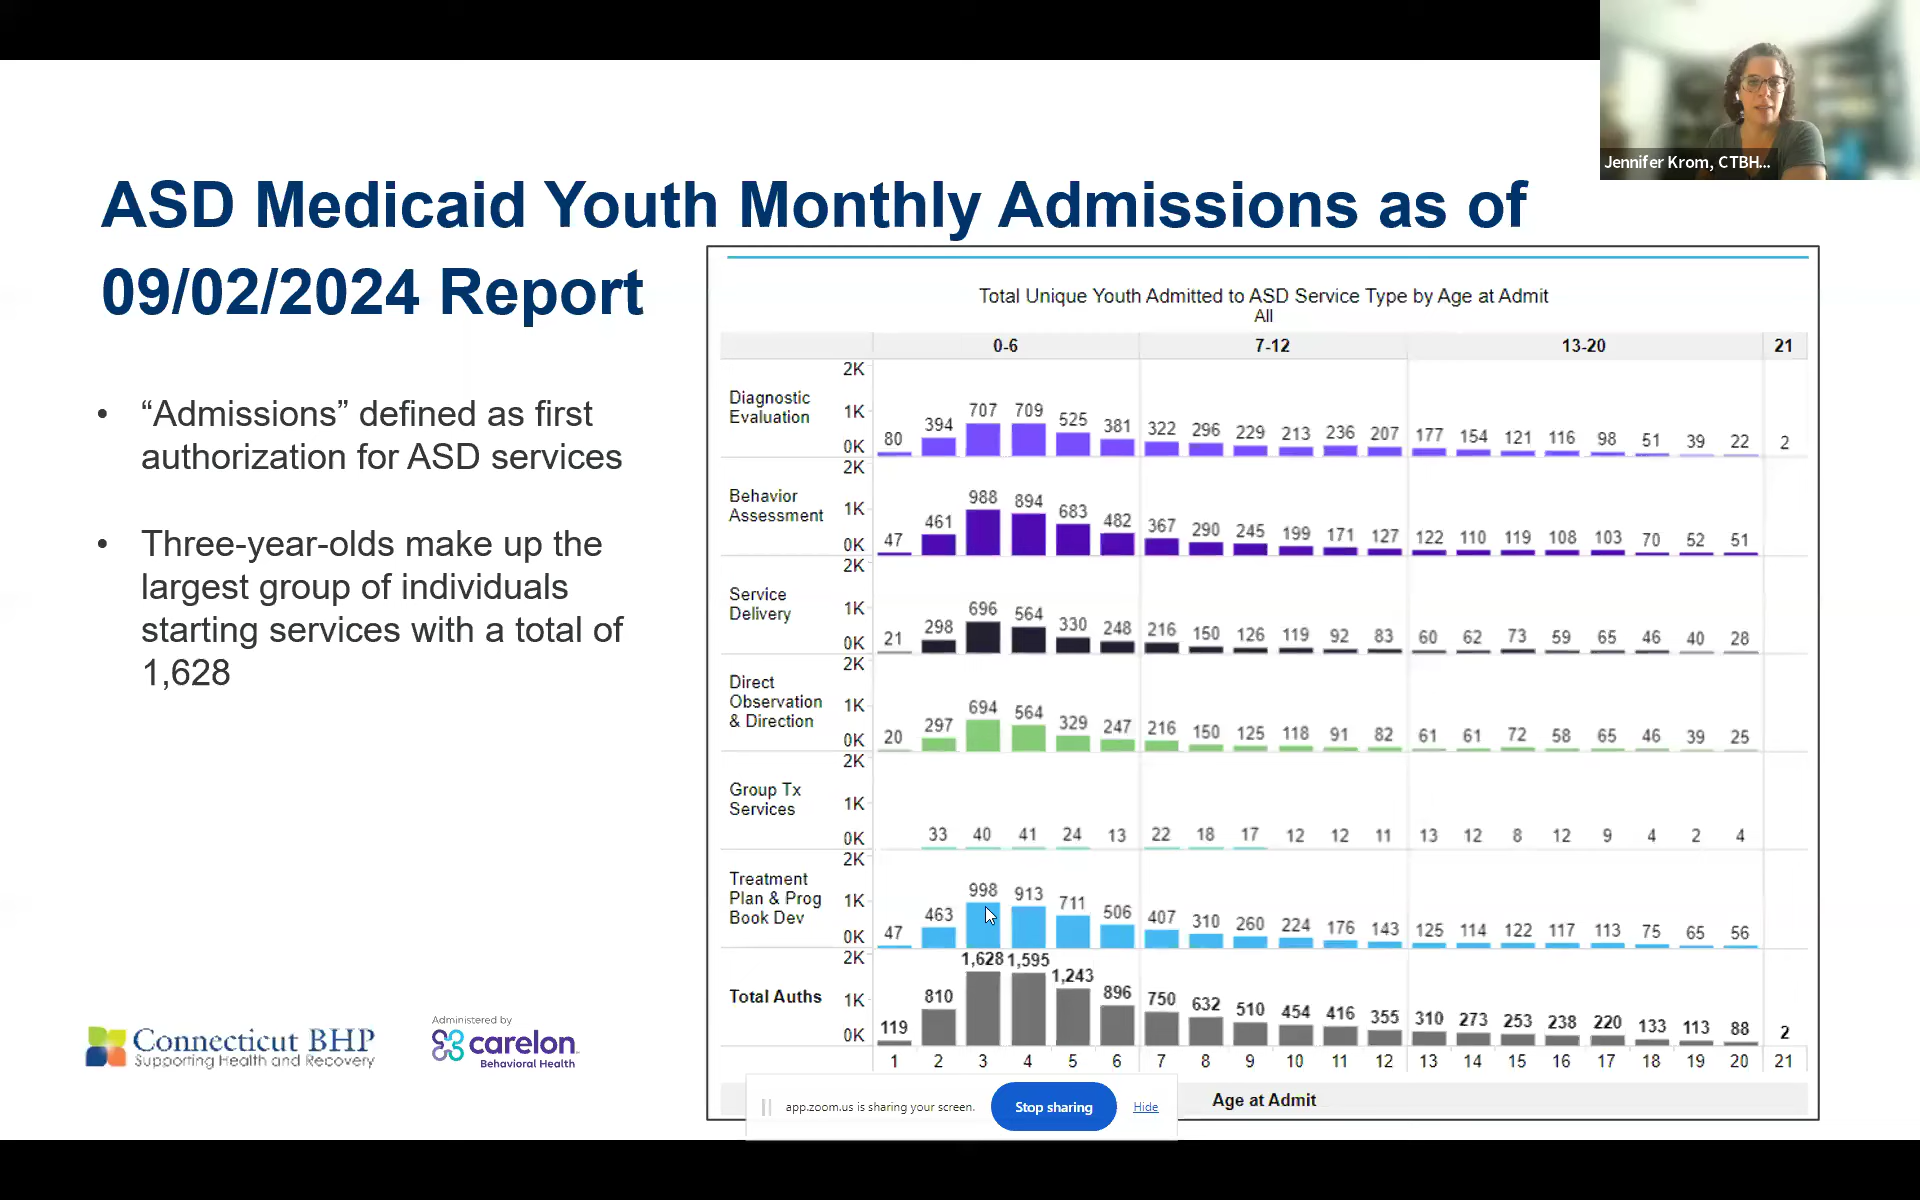 Jennifer Krom, CTBH...
ASD Medicaid Youth Monthly Admissions as of
09/02/2024 Report
• “Admissions” defined as first
authorization for ASD services
• Three-year-olds make up the
largest group of individuals
starting services with a total of
1,628
Total Unique Youth Admitted to ASD Service Type by Age at Admit
All
0-6 7-12 13-20 21
Diagnostic
Evaluation
2K
1K
0K
80 394 707 709 525 381 322 296 229 213 236 207 177 154 121 116 98 51 39 22 2
Behavior
Assessment
2K
1K
0K
47 461 988 894 683 482 367 290 245 199 171 127 122 110 119 108 103 70 52 51
Service
Delivery
2K
1K
0K
21 298 696 564 330 248 216 150 126 119 92 83 60 62 73 59 65 46 40 28
Direct
Observation
& Direction
2K
1K
0K
20 297 694 564 329 247 216 150 125 118 91 82 61 61 72 58 65 46 39 25
Group Tx
Services
2K
1K
0K
33 40 41 24 13 22 18 17 12 12 11 13 12 8 12 9 4 2 4
Treatment
Plan & Prog
Book Dev
2K
1K
0K
47 463 998 913 711 506 407 310 260 224 176 143 125 114 122 117 113 75 65 56
Total Auths
2K
1K
0K
119 810 1,628 1,595 1,243 896 750 632 510 454 416 355 310 273 253 238 220 133 113 88 2
1 2 3 4 5 6 7 8 9 10 11 12 13 14 15 16 17 18 19 20 21
Age at Admit
Connecticut BHP
Supporting Health and Recovery
Administered by
carelon
Behavioral Health
app.zoom.us is sharing your screen.
Stop sharing
Hide